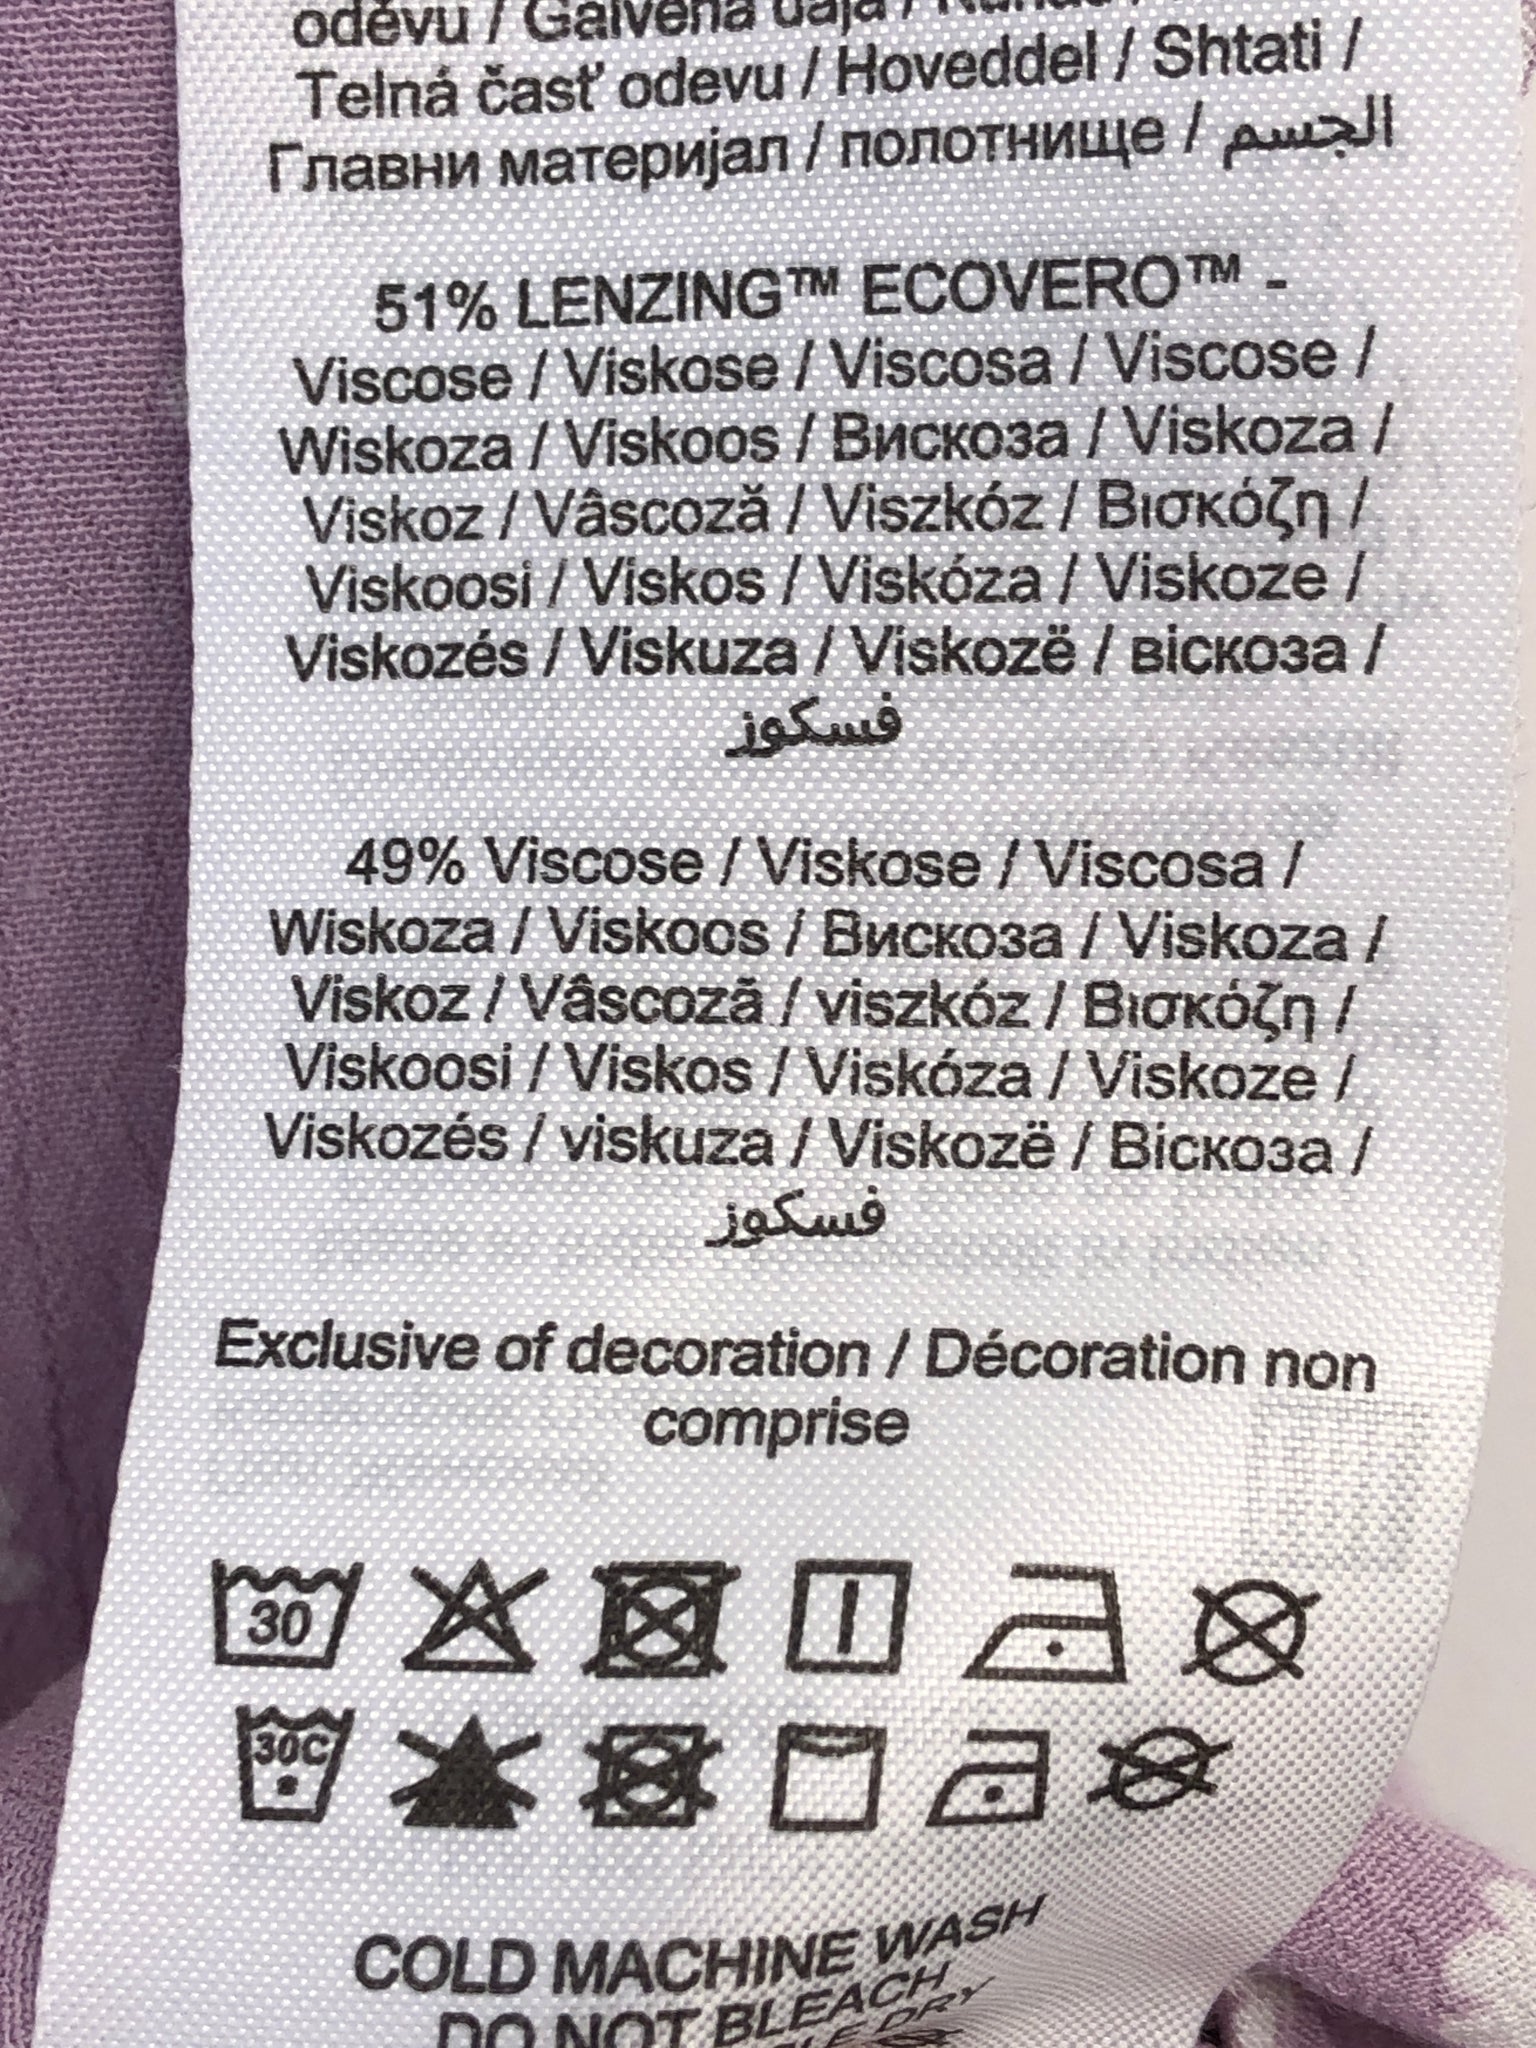 odevu / Galvenā daļa /
Telná časť odevu / Hoveddel / Shtati /
Главни материјал / полотнище / الجسم
51% LENZING™ ECOVERO™ -
Viscose / Viskose / Viscosa / Viscose /
Wiskoza / Viskoos / Вискоза / Viskoza /
Viskoz / Vâscoză / Viszkóz / Βισκόζη /
Viskoosi / Viskos / Viskóza / Viskoze /
Viskozés / Viskuza / Viskozë / віскоза /
فسكوز
49% Viscose / Viskose / Viscosa /
Wiskoza / Viskoos / Вискоза / Viskoza /
Viskoz / Vâscoză / viszkóz / Βισκόζη /
Viskoosi / Viskos / Viskóza / Viskoze /
Viskozés / viskuza / Viskozë / Віскоза /
فسكوز
Exclusive of decoration / Décoration non
comprise
30
30C
COLD MACHINE WASH
DO NOT BLEACH
DRY